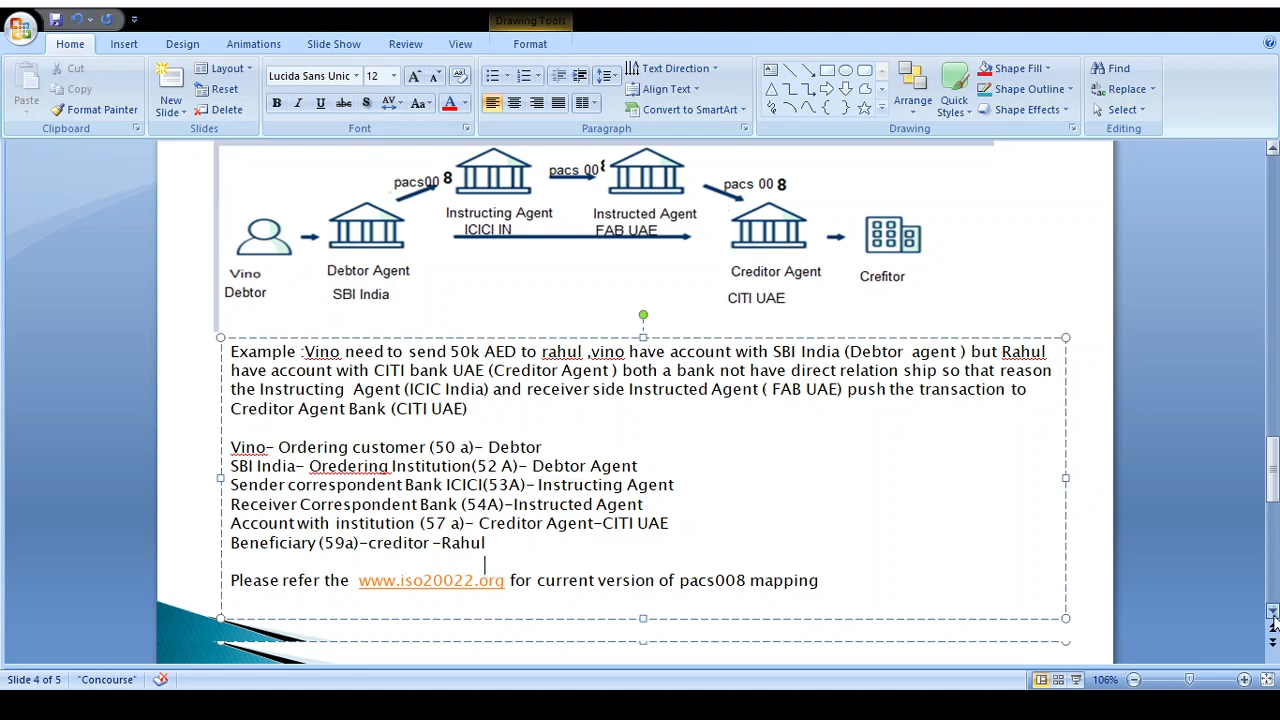 Drawing Tools
Home Insert Design Animations Slide Show Review View Format
Paste
Cut
Copy
Format Painter
Clipboard
New Slide
Layout
Reset
Delete
Slides
Lucida Sans Unic 12
B I U abc S AV Aa A
Font
Paragraph
Text Direction
Align Text
Convert to SmartArt
Arrange
Quick Styles
Shape Fill
Shape Outline
Shape Effects
Drawing
Find
Replace
Select
Editing
pacs00 8
pacs 00
pacs 00 8
Instructing Agent
ICICI IN
Instructed Agent
FAB UAE
Vino
Debtor
Debtor Agent
SBI India
Creditor Agent
CITI UAE
Crefitor
Example :Vino need to send 50k AED to rahul ,vino have account with SBI India (Debtor agent ) but Rahul
have account with CITI bank UAE (Creditor Agent ) both a bank not have direct relation ship so that reason
the Instructing Agent (ICIC India) and receiver side Instructed Agent ( FAB UAE) push the transaction to
Creditor Agent Bank (CITI UAE)
Vino- Ordering customer (50 a)- Debtor
SBI India- Oredering Institution(52 A)- Debtor Agent
Sender correspondent Bank ICICI(53A)- Instructing Agent
Receiver Correspondent Bank (54A)-Instructed Agent
Account with institution (57 a)- Creditor Agent-CITI UAE
Beneficiary (59a)-creditor -Rahul
Please refer the www.iso20022.org for current version of pacs008 mapping
Slide 4 of 5 "Concourse" 106%